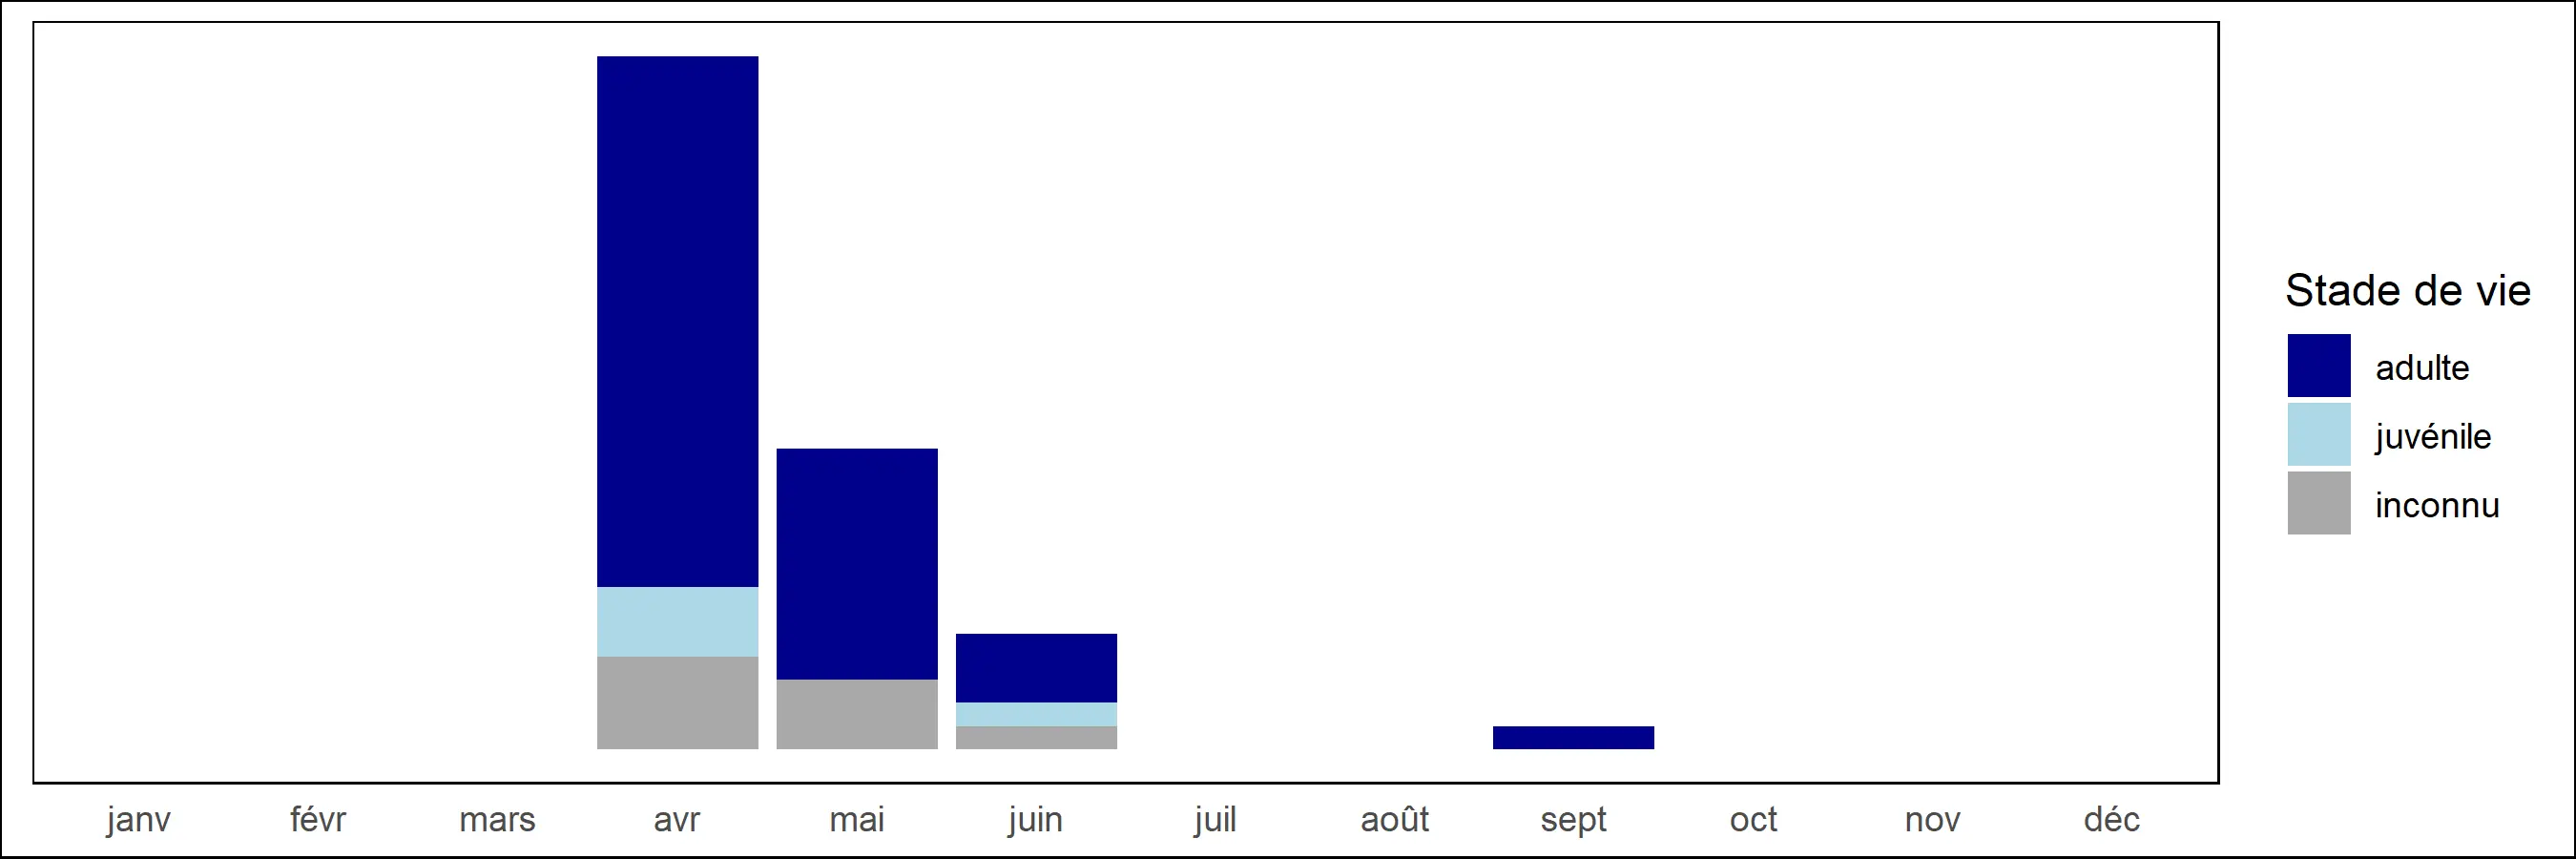 Stade de vie
adulte
juvénile
inconnu
janv févr mars avr mai juin juil août sept oct nov déc